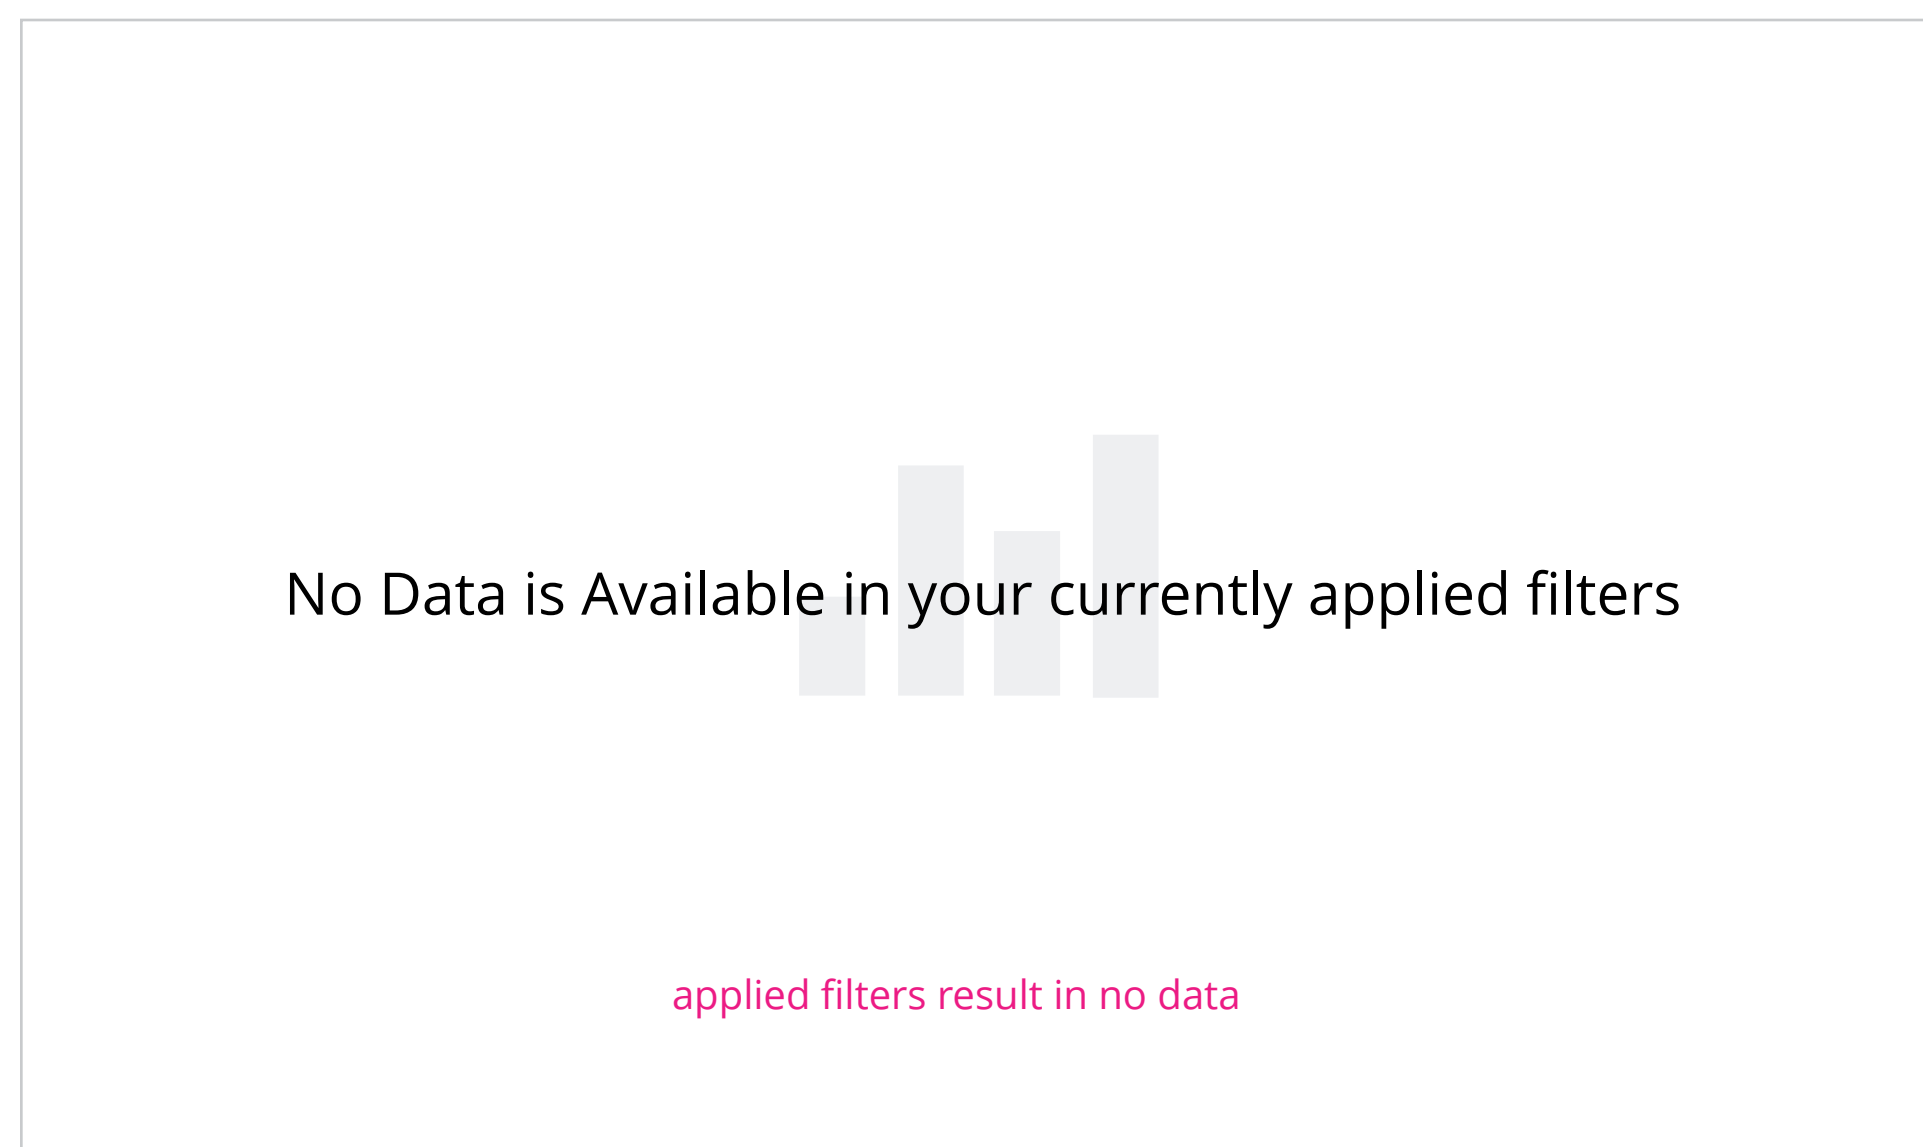 No Data is Available in your currently applied filters
applied filters result in no data